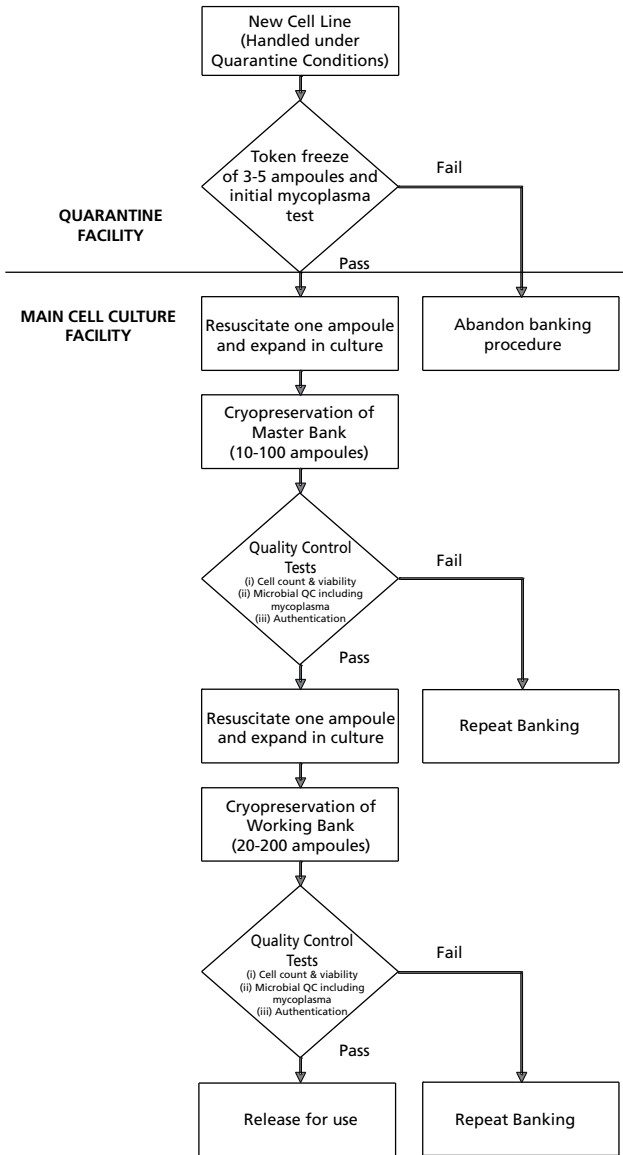 New Cell Line
(Handled under
Quarantine Conditions)
Token freeze
of 3-5 ampoules and
initial mycoplasma
test
Fail
QUARANTINE
FACILITY
Pass
MAIN CELL CULTURE
FACILITY
Resuscitate one ampoule
and expand in culture
Abandon banking
procedure
Cryopreservation of
Master Bank
(10-100 ampoules)
Quality Control
Tests
(i) Cell count & viability
(ii) Microbial QC including
mycoplasma
(iii) Authentication
Fail
Pass
Resuscitate one ampoule
and expand in culture
Repeat Banking
Cryopreservation of
Working Bank
(20-200 ampoules)
Quality Control
Tests
(i) Cell count & viability
(ii) Microbial QC including
mycoplasma
(iii) Authentication
Fail
Pass
Release for use
Repeat Banking